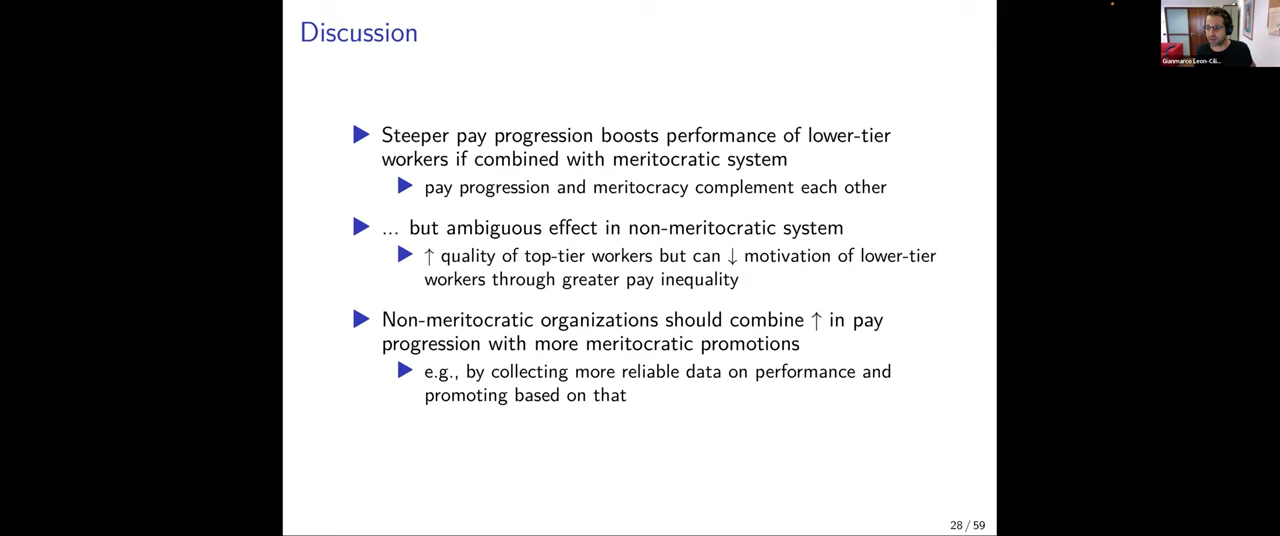 Discussion
Steeper pay progression boosts performance of lower-tier
workers if combined with meritocratic system
pay progression and meritocracy complement each other
... but ambiguous effect in non-meritocratic system
↑ quality of top-tier workers but can ↓ motivation of lower-tier
workers through greater pay inequality
Non-meritocratic organizations should combine ↑ in pay
progression with more meritocratic promotions
e.g., by collecting more reliable data on performance and
promoting based on that
28 / 59
Gianmarco Leon-Cili...